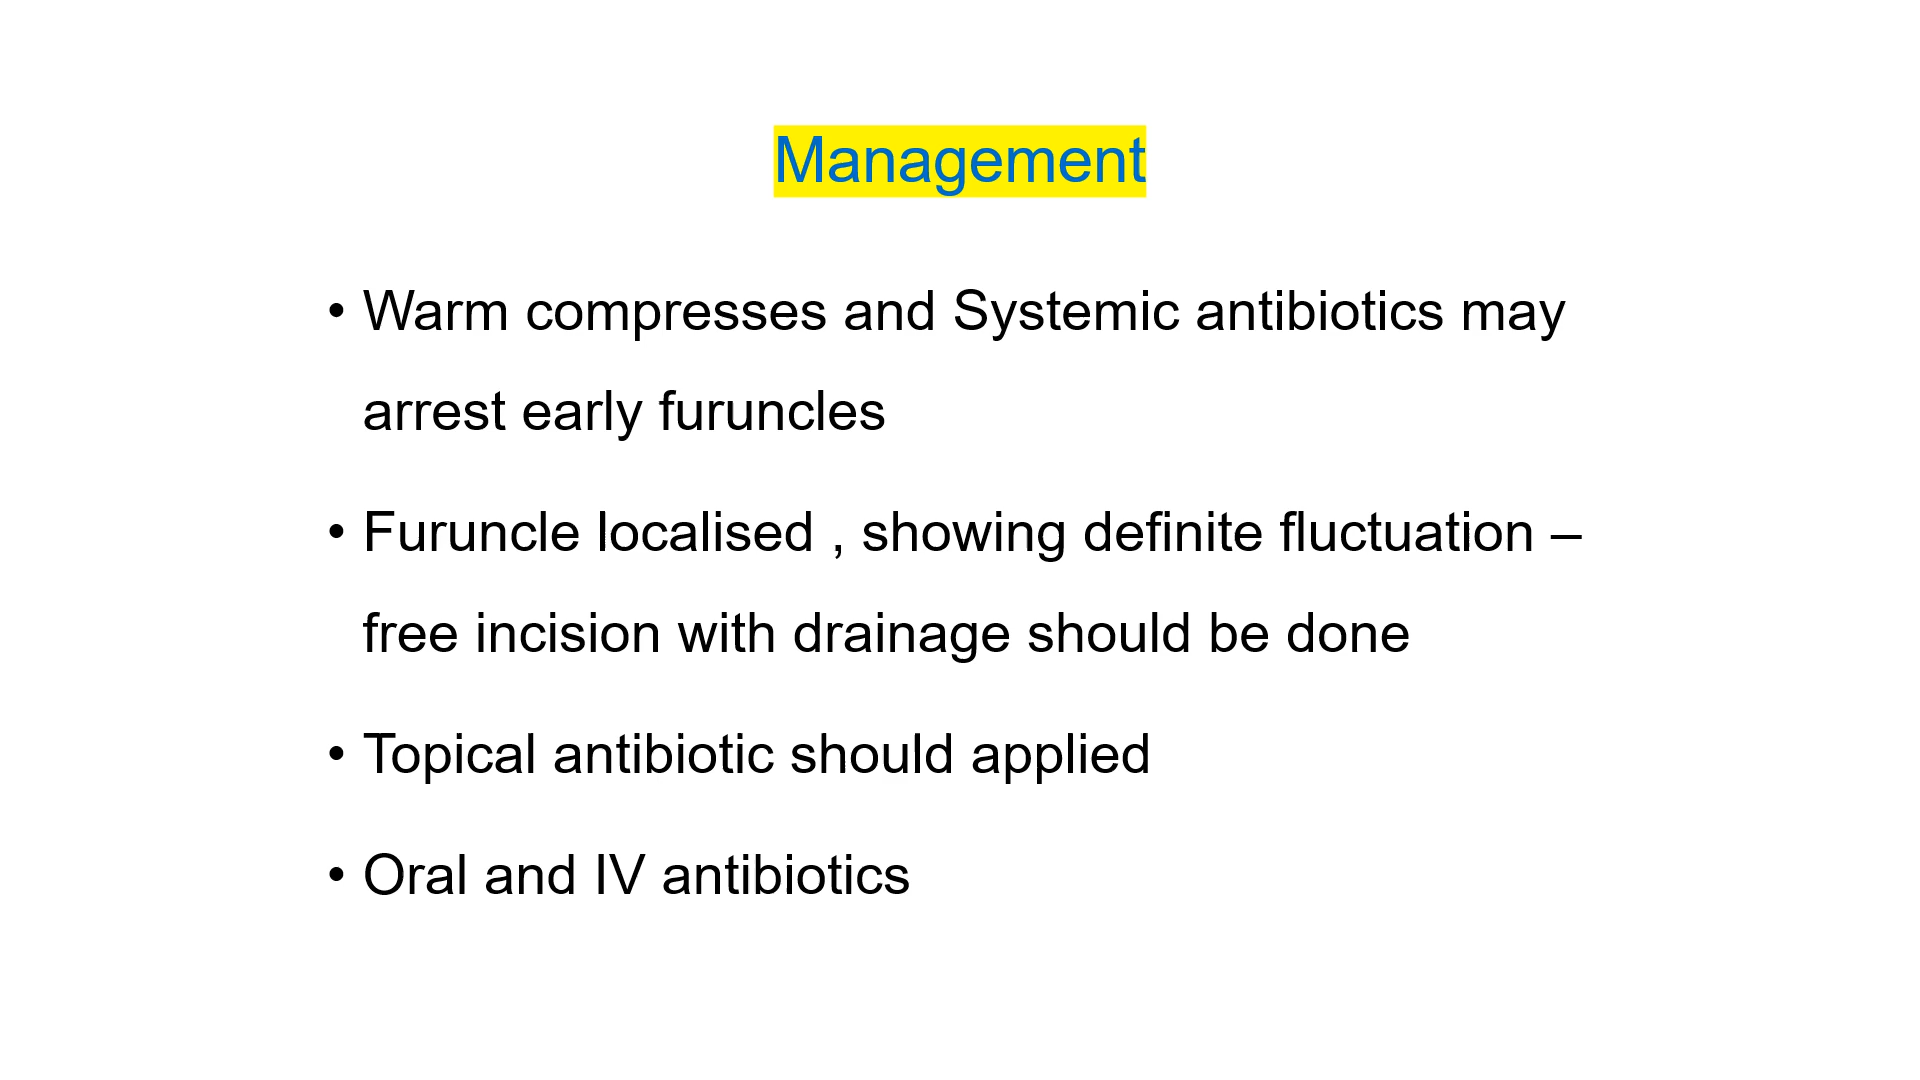 Management
• Warm compresses and Systemic antibiotics may
arrest early furuncles
• Furuncle localised , showing definite fluctuation –
free incision with drainage should be done
• Topical antibiotic should applied
• Oral and IV antibiotics